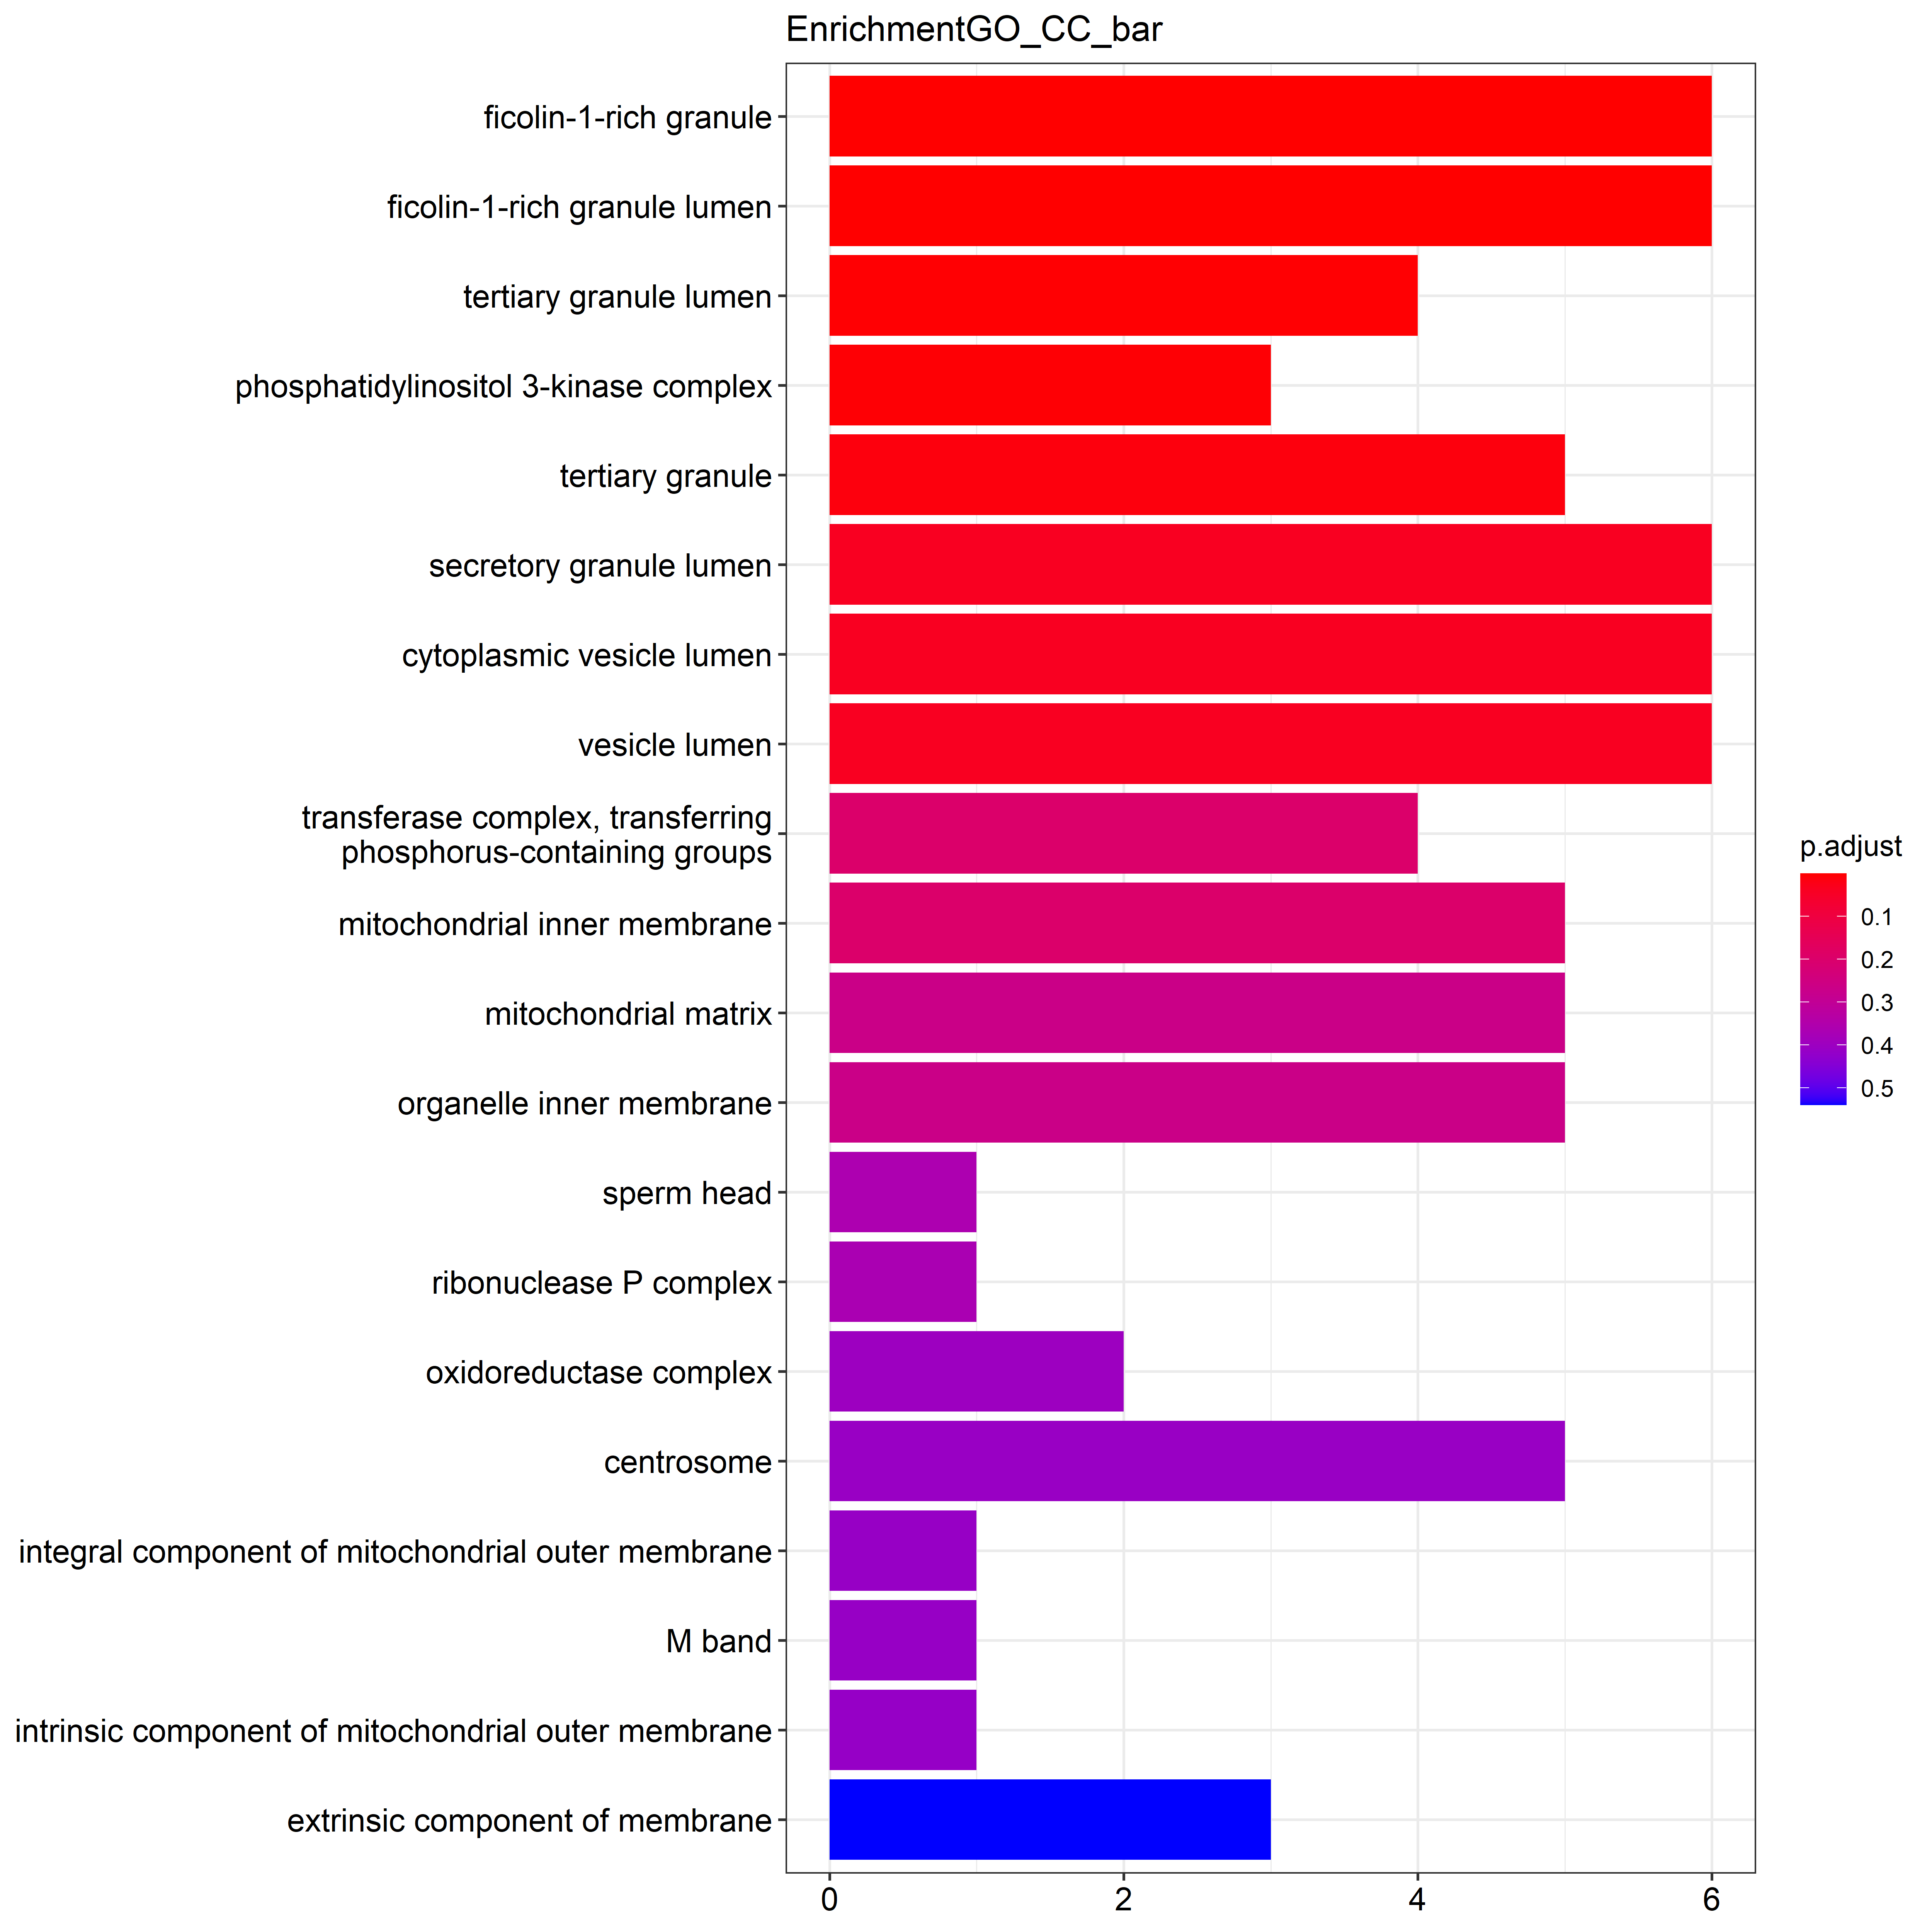 EnrichmentGO_CC_bar
ficolin-1-rich granule
ficolin-1-rich granule lumen
tertiary granule lumen
phosphatidylinositol 3-kinase complex
tertiary granule
secretory granule lumen
cytoplasmic vesicle lumen
vesicle lumen
transferase complex, transferring
phosphorus-containing groups
mitochondrial inner membrane
mitochondrial matrix
organelle inner membrane
sperm head
ribonuclease P complex
oxidoreductase complex
centrosome
integral component of mitochondrial outer membrane
M band
intrinsic component of mitochondrial outer membrane
extrinsic component of membrane
0 2 4 6
p.adjust
0.1
0.2
0.3
0.4
0.5